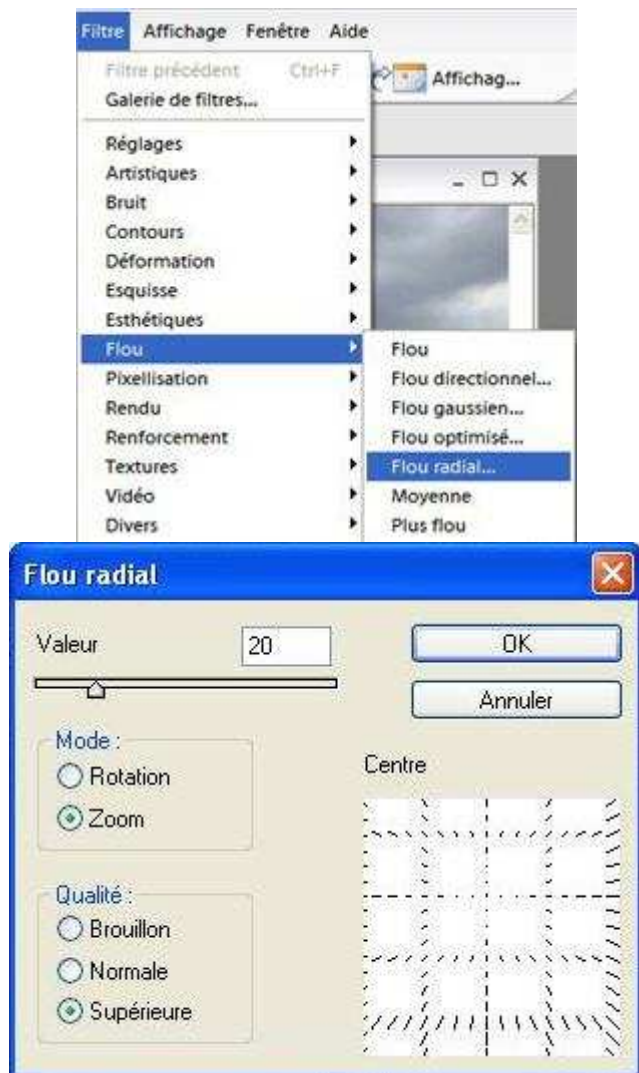 Filtre Affichage Fenêtre Aide
Filtre précédent Ctrl+F
Affichag...
Galerie de filtres...
Réglages
Artistiques
Bruit
Contours
Déformation
Esquisse
Esthétiques
Flou
Pixellisation
Rendu
Renforcement
Textures
Vidéo
Divers
Flou
Flou directionnel...
Flou gaussien...
Flou optimisé...
Flou radial...
Moyenne
Plus flou
Flou radial
Valeur 20
OK
Annuler
Mode :
Rotation
Zoom
Centre
Qualité :
Brouillon
Normale
Supérieure